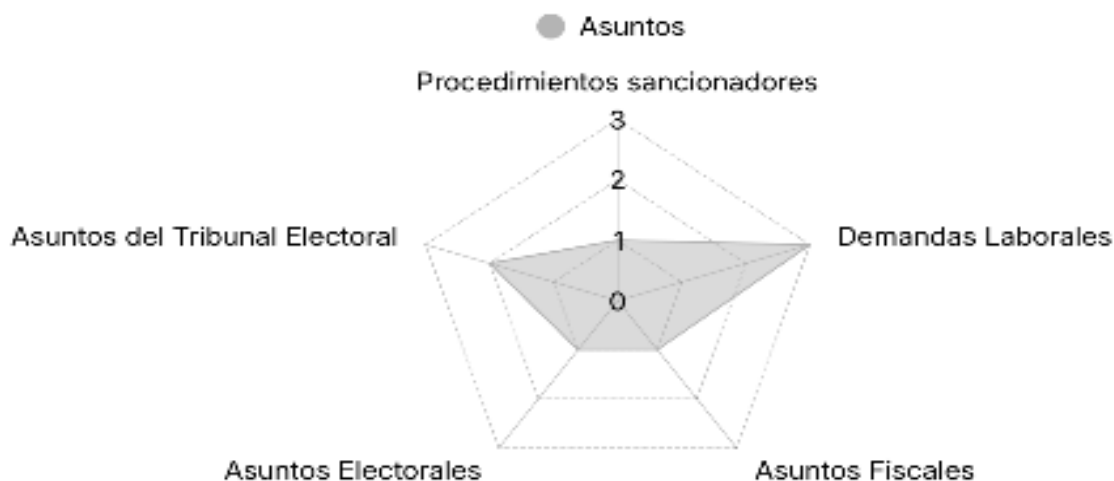 Asuntos
Procedimientos sancionadores
3
2
Asuntos del Tribunal Electoral
1
Demandas Laborales
0
Asuntos Electorales
Asuntos Fiscales